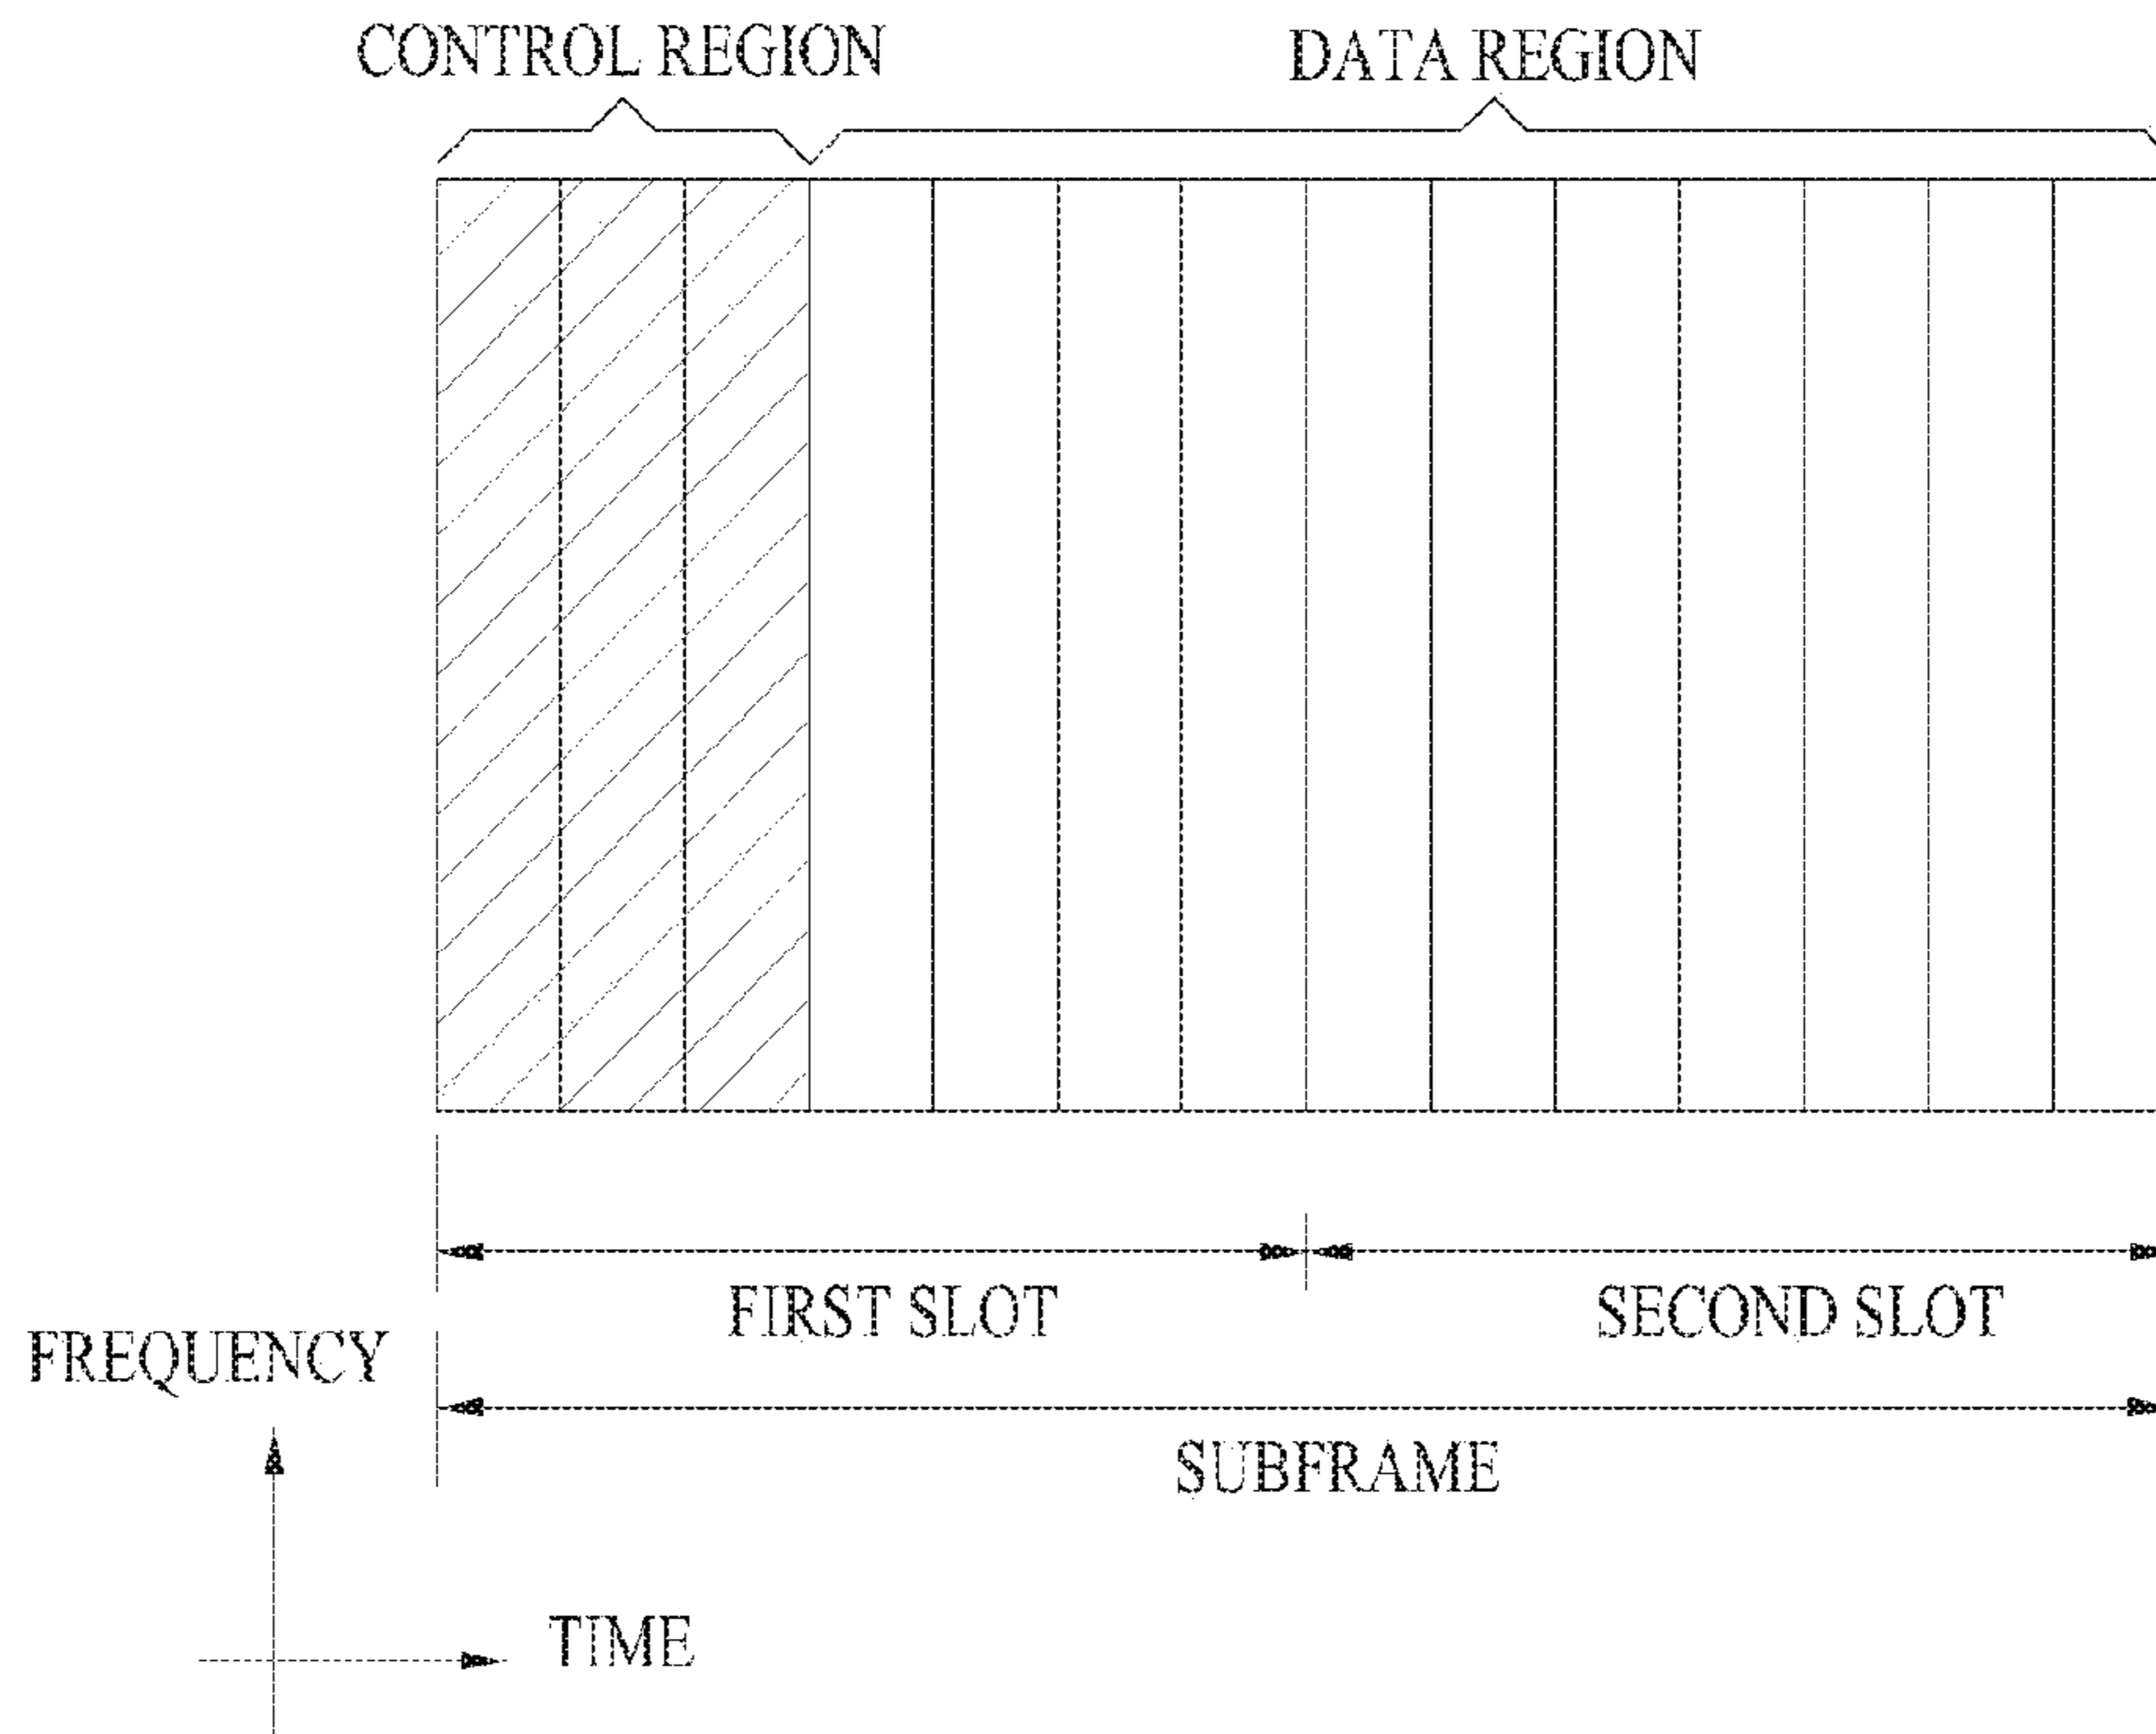 CONTROL REGION
DATA REGION
FIRST SLOT
SECOND SLOT
FREQUENCY
SUBFRAME
TIME